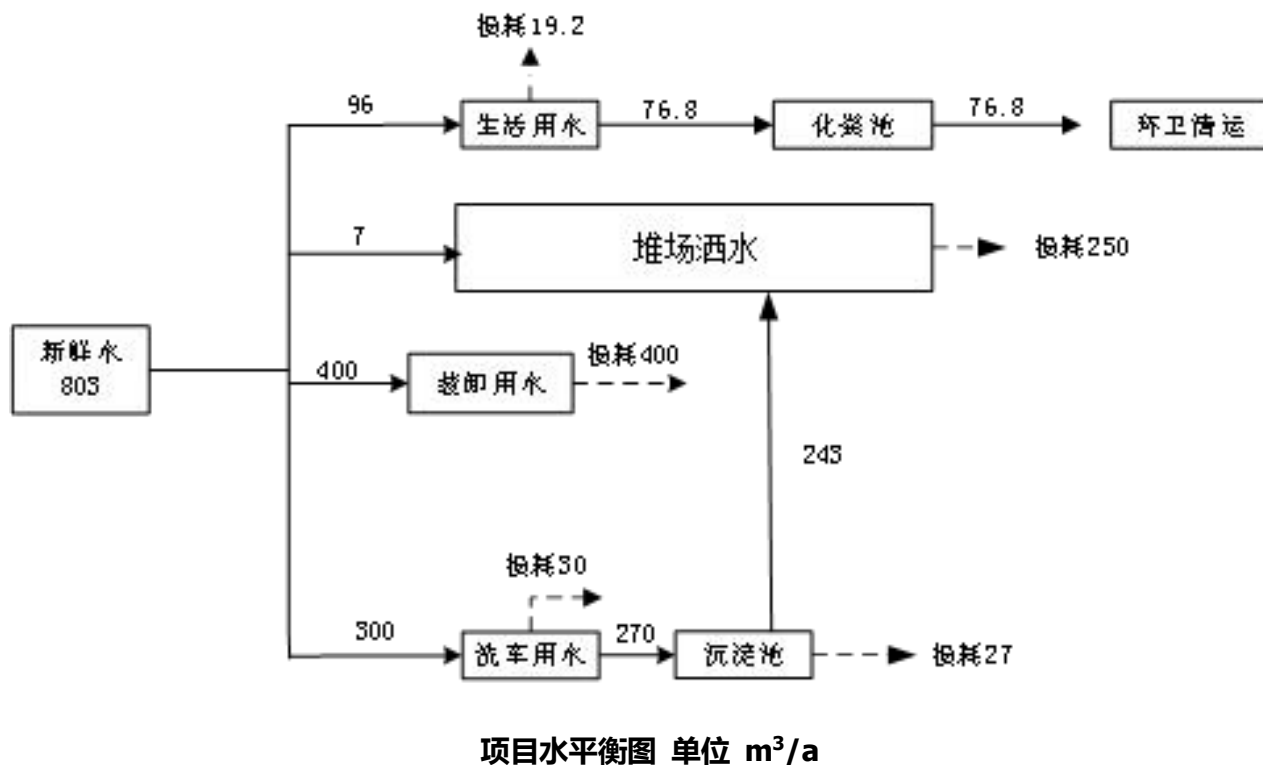 损耗19.2
96
生活用水
76.8
化粪池
76.8
环卫清运
7
堆场洒水
损耗250
新鲜水
803
400
装卸用水
损耗400
243
损耗30
300
洗车用水
270
沉淀池
损耗27
项目水平衡图 单位 m³/a